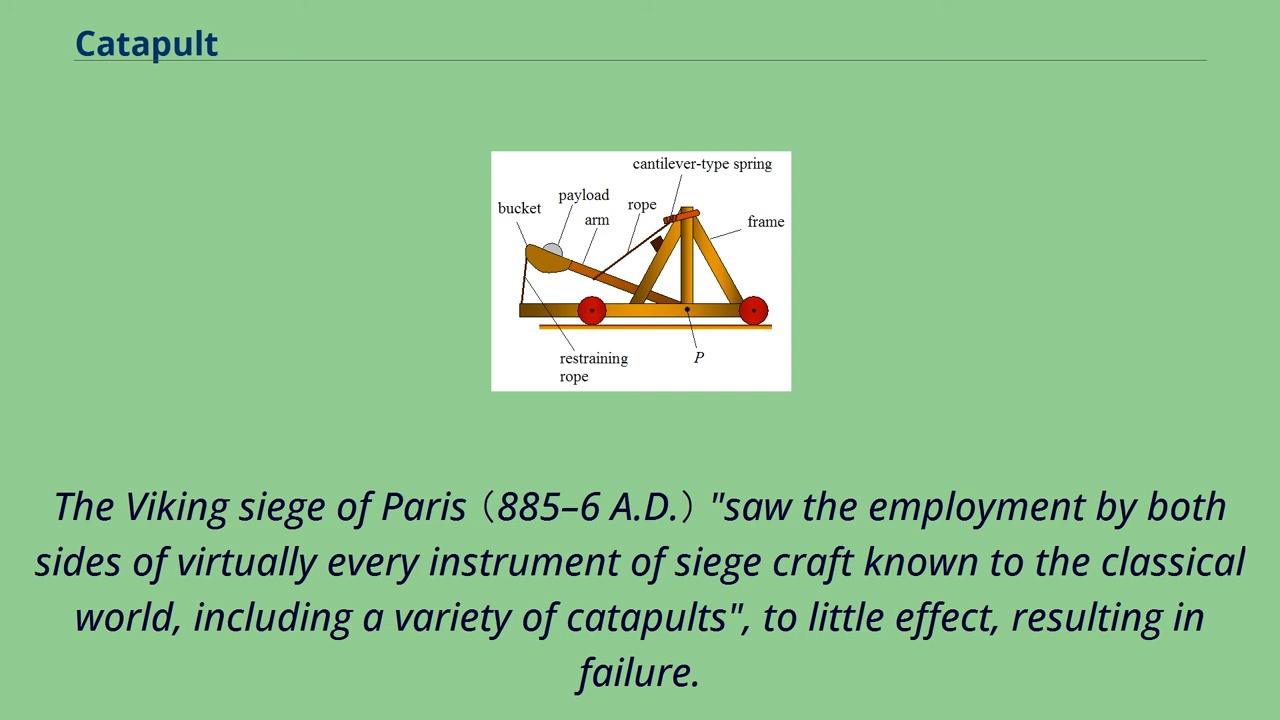 Catapult
cantilever-type spring
payload
rope
bucket
arm
frame
restraining
rope
P
The Viking siege of Paris（885–6 A.D.）"saw the employment by both
sides of virtually every instrument of siege craft known to the classical
world, including a variety of catapults", to little effect, resulting in
failure.